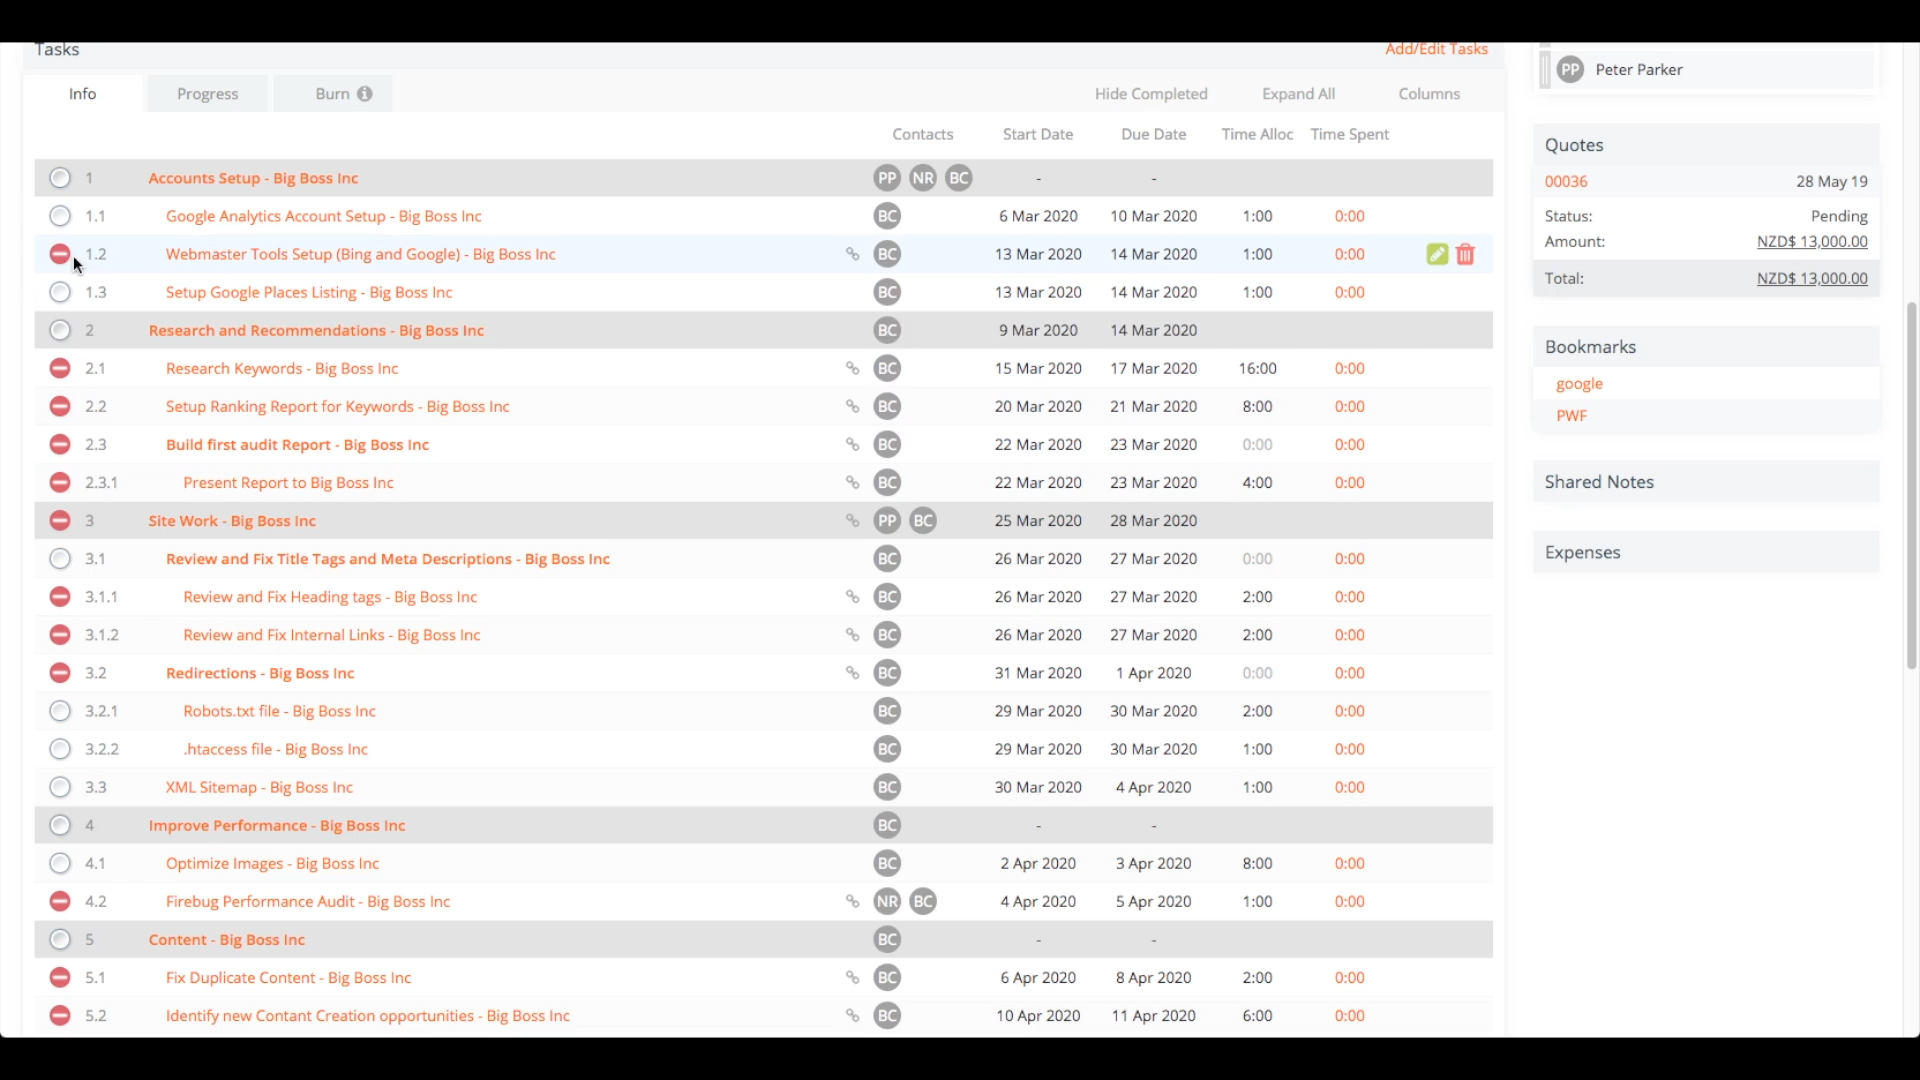 Tasks
Add/Edit Tasks
Info Progress Burn i Hide Completed Expand All Columns
Contacts Start Date Due Date Time Alloc Time Spent
1 Accounts Setup - Big Boss Inc PP NR BC - -
1.1 Google Analytics Account Setup - Big Boss Inc BC 6 Mar 2020 10 Mar 2020 1:00 0:00
1.2 Webmaster Tools Setup (Bing and Google) - Big Boss Inc BC 13 Mar 2020 14 Mar 2020 1:00 0:00
1.3 Setup Google Places Listing - Big Boss Inc BC 13 Mar 2020 14 Mar 2020 1:00 0:00
2 Research and Recommendations - Big Boss Inc BC 9 Mar 2020 14 Mar 2020
2.1 Research Keywords - Big Boss Inc BC 15 Mar 2020 17 Mar 2020 16:00 0:00
2.2 Setup Ranking Report for Keywords - Big Boss Inc BC 20 Mar 2020 21 Mar 2020 8:00 0:00
2.3 Build first audit Report - Big Boss Inc BC 22 Mar 2020 23 Mar 2020 0:00 0:00
2.3.1 Present Report to Big Boss Inc BC 22 Mar 2020 23 Mar 2020 4:00 0:00
3 Site Work - Big Boss Inc PP BC 25 Mar 2020 28 Mar 2020
3.1 Review and Fix Title Tags and Meta Descriptions - Big Boss Inc BC 26 Mar 2020 27 Mar 2020 0:00 0:00
3.1.1 Review and Fix Heading tags - Big Boss Inc BC 26 Mar 2020 27 Mar 2020 2:00 0:00
3.1.2 Review and Fix Internal Links - Big Boss Inc BC 26 Mar 2020 27 Mar 2020 2:00 0:00
3.2 Redirections - Big Boss Inc BC 31 Mar 2020 1 Apr 2020 0:00 0:00
3.2.1 Robots.txt file - Big Boss Inc BC 29 Mar 2020 30 Mar 2020 2:00 0:00
3.2.2 .htaccess file - Big Boss Inc BC 29 Mar 2020 30 Mar 2020 1:00 0:00
3.3 XML Sitemap - Big Boss Inc BC 30 Mar 2020 4 Apr 2020 1:00 0:00
4 Improve Performance - Big Boss Inc BC - -
4.1 Optimize Images - Big Boss Inc BC 2 Apr 2020 3 Apr 2020 8:00 0:00
4.2 Firebug Performance Audit - Big Boss Inc NR BC 4 Apr 2020 5 Apr 2020 1:00 0:00
5 Content - Big Boss Inc BC - -
5.1 Fix Duplicate Content - Big Boss Inc BC 6 Apr 2020 8 Apr 2020 2:00 0:00
5.2 Identify new Contant Creation opportunities - Big Boss Inc BC 10 Apr 2020 11 Apr 2020 6:00 0:00
PP Peter Parker
Quotes
00036 28 May 19
Status: Pending
Amount: NZD$ 13,000.00
Total: NZD$ 13,000.00
Bookmarks
google
PWF
Shared Notes
Expenses